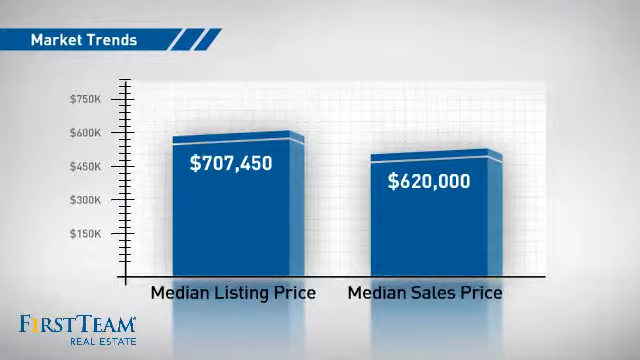 Market Trends
$750K
$600K
$450K
$300K
$150K
$707,450
$620,000
Median Listing Price
Median Sales Price
FIRSTTEAM®
REAL ESTATE